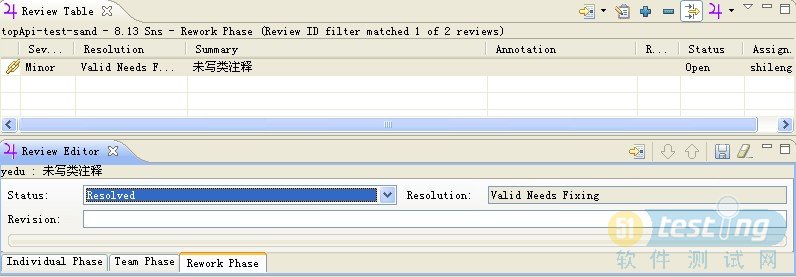 Review Table
topApi-test-sand - 8.13 Sns - Rework Phase (Review ID filter matched 1 of 2 reviews)
Sev... Resolution Summary Annotation R... Status Assign.
Minor Valid Needs F... 未写类注释 Open shileng
Review Editor
yedu : 未写类注释
Status: Resolved Resolution: Valid Needs Fixing
Revision:
51 testing
软件测试网
Individual Phase Team Phase Rework Phase